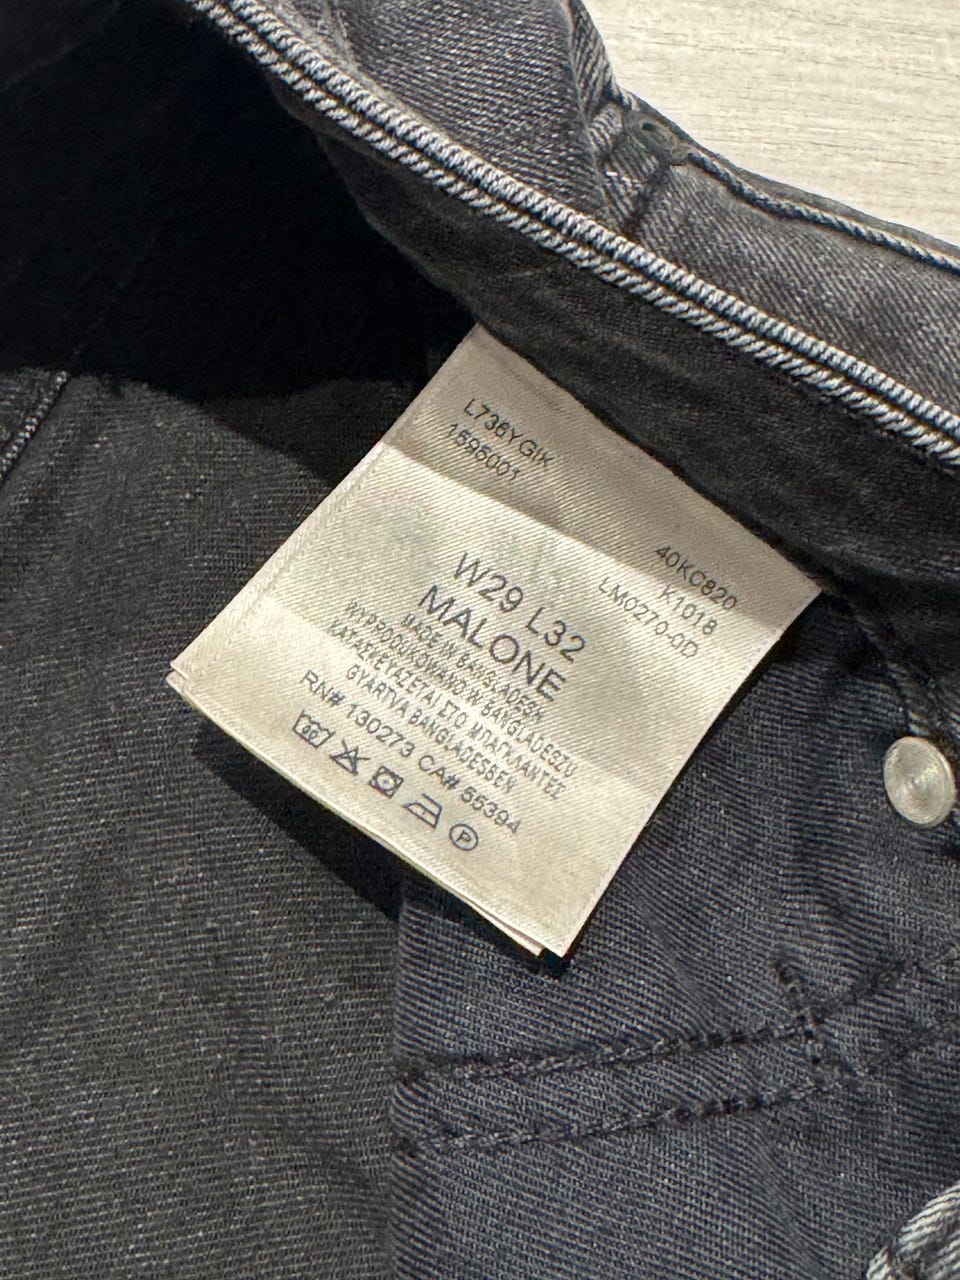 L736YGIK
1595001
40KC820
K1018
LM0270-0D
W29 L32
MALONE
MADE IN BANGLADESH
WYPRODUKOWANO W BANGLADESZU
ΚΑΤΑΣΚΕΥΑΖΕΤΑΙ ΣΤΟ ΜΠΑΓΚΛΑΝΤΕΣ
GYÁRTVA BANGLADESBEN
RN# 130273 CA# 55394
P